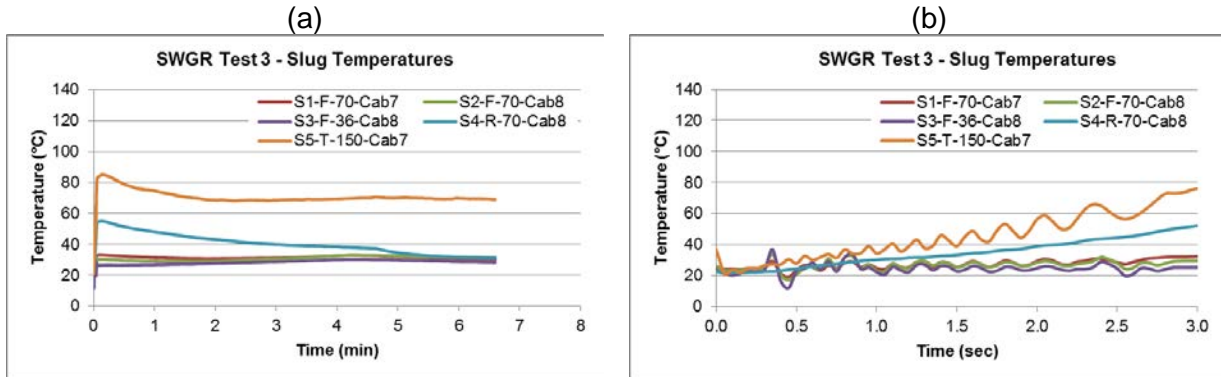 (a)
SWGR Test 3 - Slug Temperatures
Temperature (°C)
140
120
100
80
60
40
20
0
S1-F-70-Cab7
S2-F-70-Cab8
S3-F-36-Cab8
S4-R-70-Cab8
S5-T-150-Cab7
0 1 2 3 4 5 6 7 8
Time (min)
(b)
SWGR Test 3 - Slug Temperatures
Temperature (°C)
140
120
100
80
60
40
20
0
S1-F-70-Cab7
S2-F-70-Cab8
S3-F-36-Cab8
S4-R-70-Cab8
S5-T-150-Cab7
0.0 0.5 1.0 1.5 2.0 2.5 3.0
Time (sec)